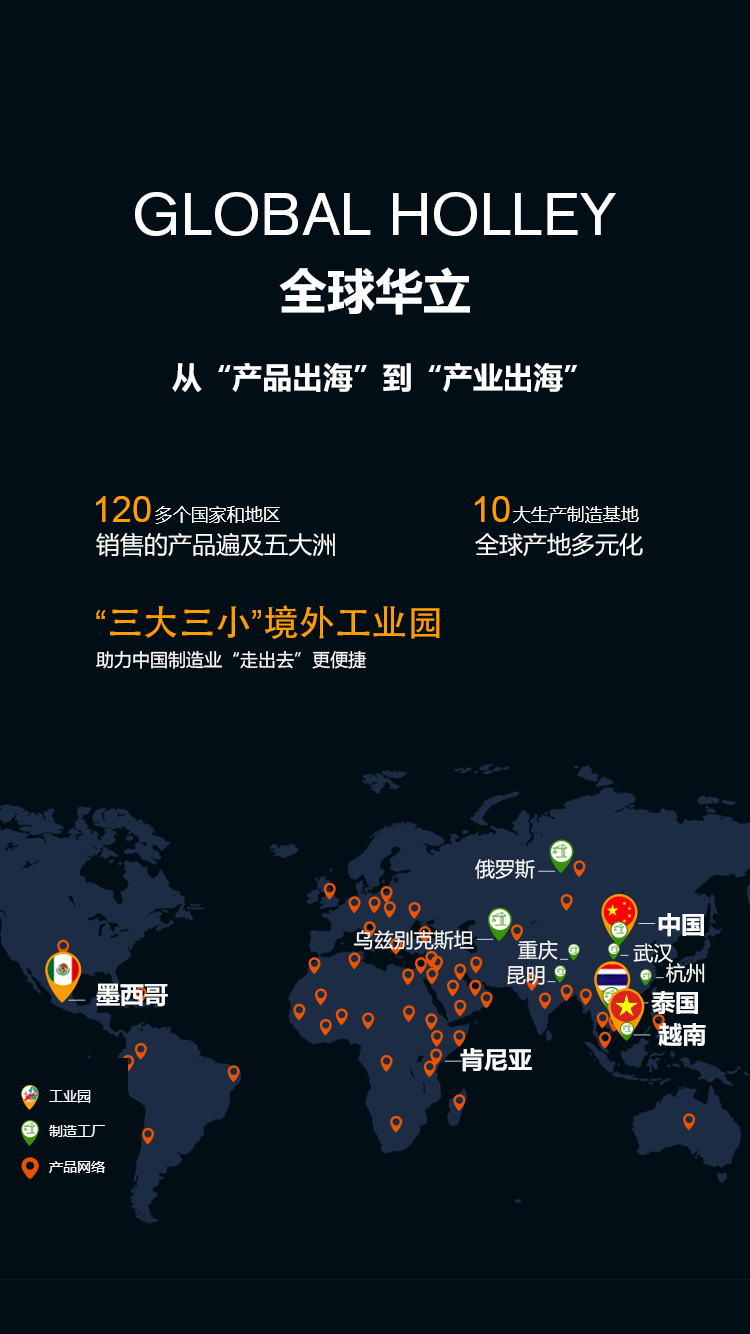 GLOBAL HOLLEY
全球华立
从“产品出海”到“产业出海”
120多个国家和地区
销售的产品遍及五大洲
10大生产制造基地
全球产地多元化
“三大三小”境外工业园
助力中国制造业“走出去”更便捷
俄罗斯
中国
乌兹别克斯坦
重庆
武汉
昆明
杭州
墨西哥
泰国
越南
肯尼亚
工业园
制造工厂
产品网络